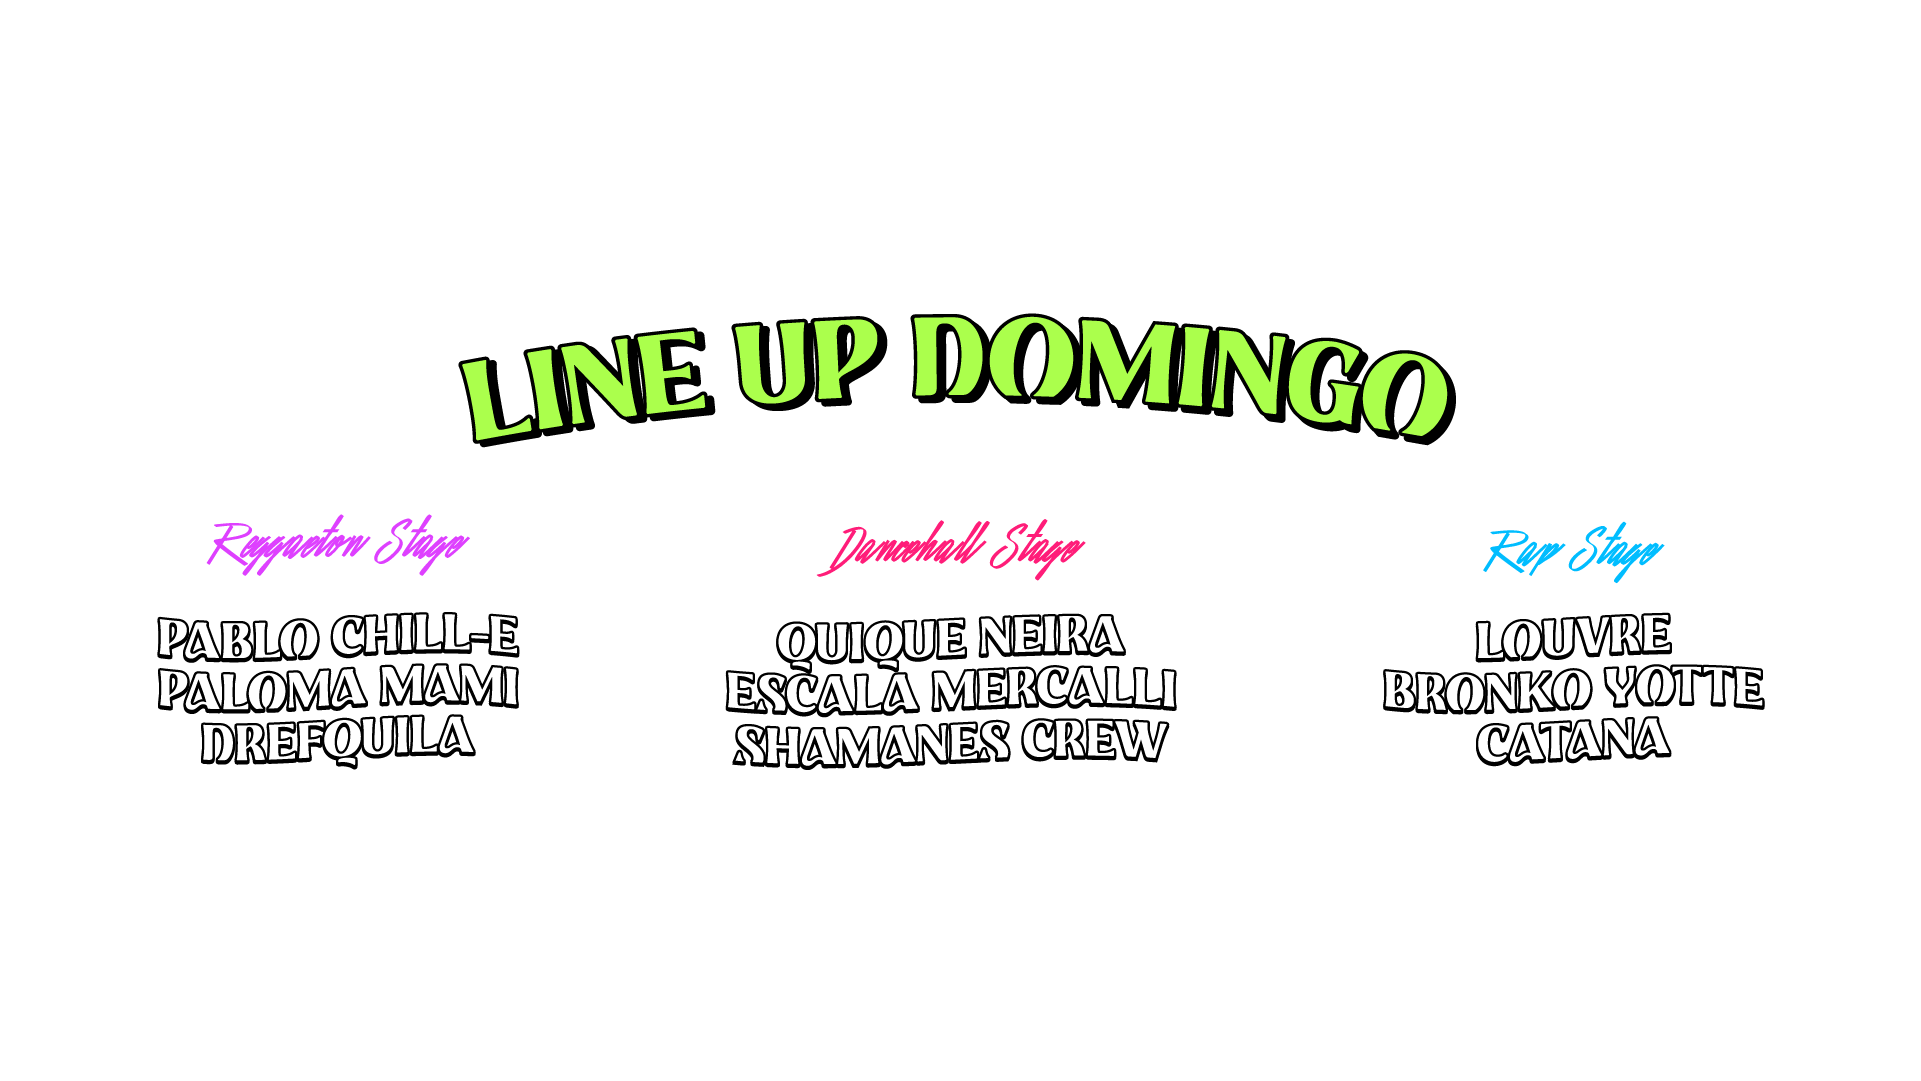 LINE UP DOMINGO
Reggaeton Stage
PABLO CHILL-E
PALOMA MAMI
DREFQUILA
Dancehall Stage
QUIQUE NEIRA
ESCALA MERCALLI
SHAMANES CREW
Rap Stage
LOUVRE
BRONKO YOTTE
CATANA